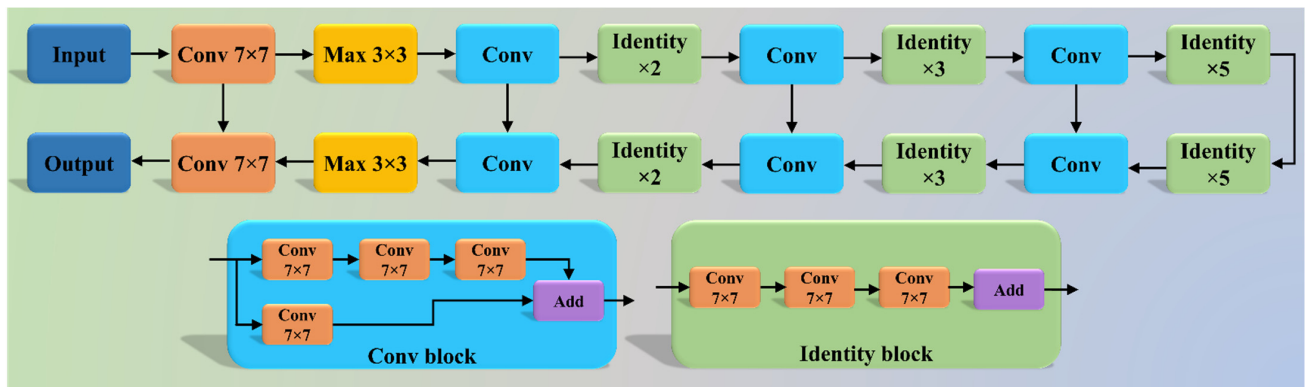 Input
Conv 7×7
Max 3×3
Conv
Identity
×2
Conv
Identity
×3
Conv
Identity
×5
Output
Conv 7×7
Max 3×3
Conv
Identity
×2
Conv
Identity
×3
Conv
Identity
×5
Conv
7×7
Conv
7×7
Conv
7×7
Conv
7×7
Add
Conv block
Conv
7×7
Conv
7×7
Conv
7×7
Add
Identity block